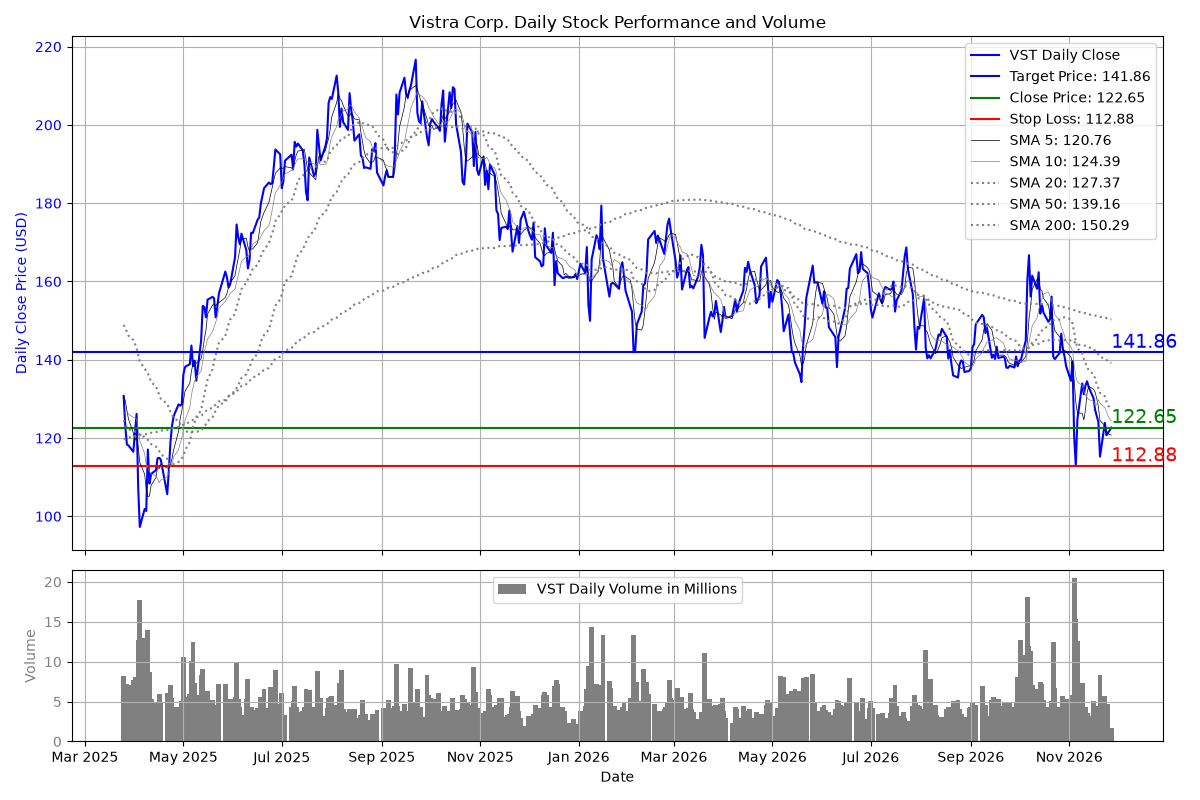 Vistra Corp. Daily Stock Performance and Volume
Daily Close Price (USD)
220
200
180
160
140
120
100
VST Daily Close
Target Price: 141.86
Close Price: 122.65
Stop Loss: 112.88
SMA 5: 120.76
SMA 10: 124.39
SMA 20: 127.37
SMA 50: 139.16
SMA 200: 150.29
141.86
122.65
112.88
Volume
20
15
10
5
0
VST Daily Volume in Millions
Mar 2025
May 2025
Jul 2025
Sep 2025
Nov 2025
Jan 2026
Mar 2026
May 2026
Jul 2026
Sep 2026
Nov 2026
Date